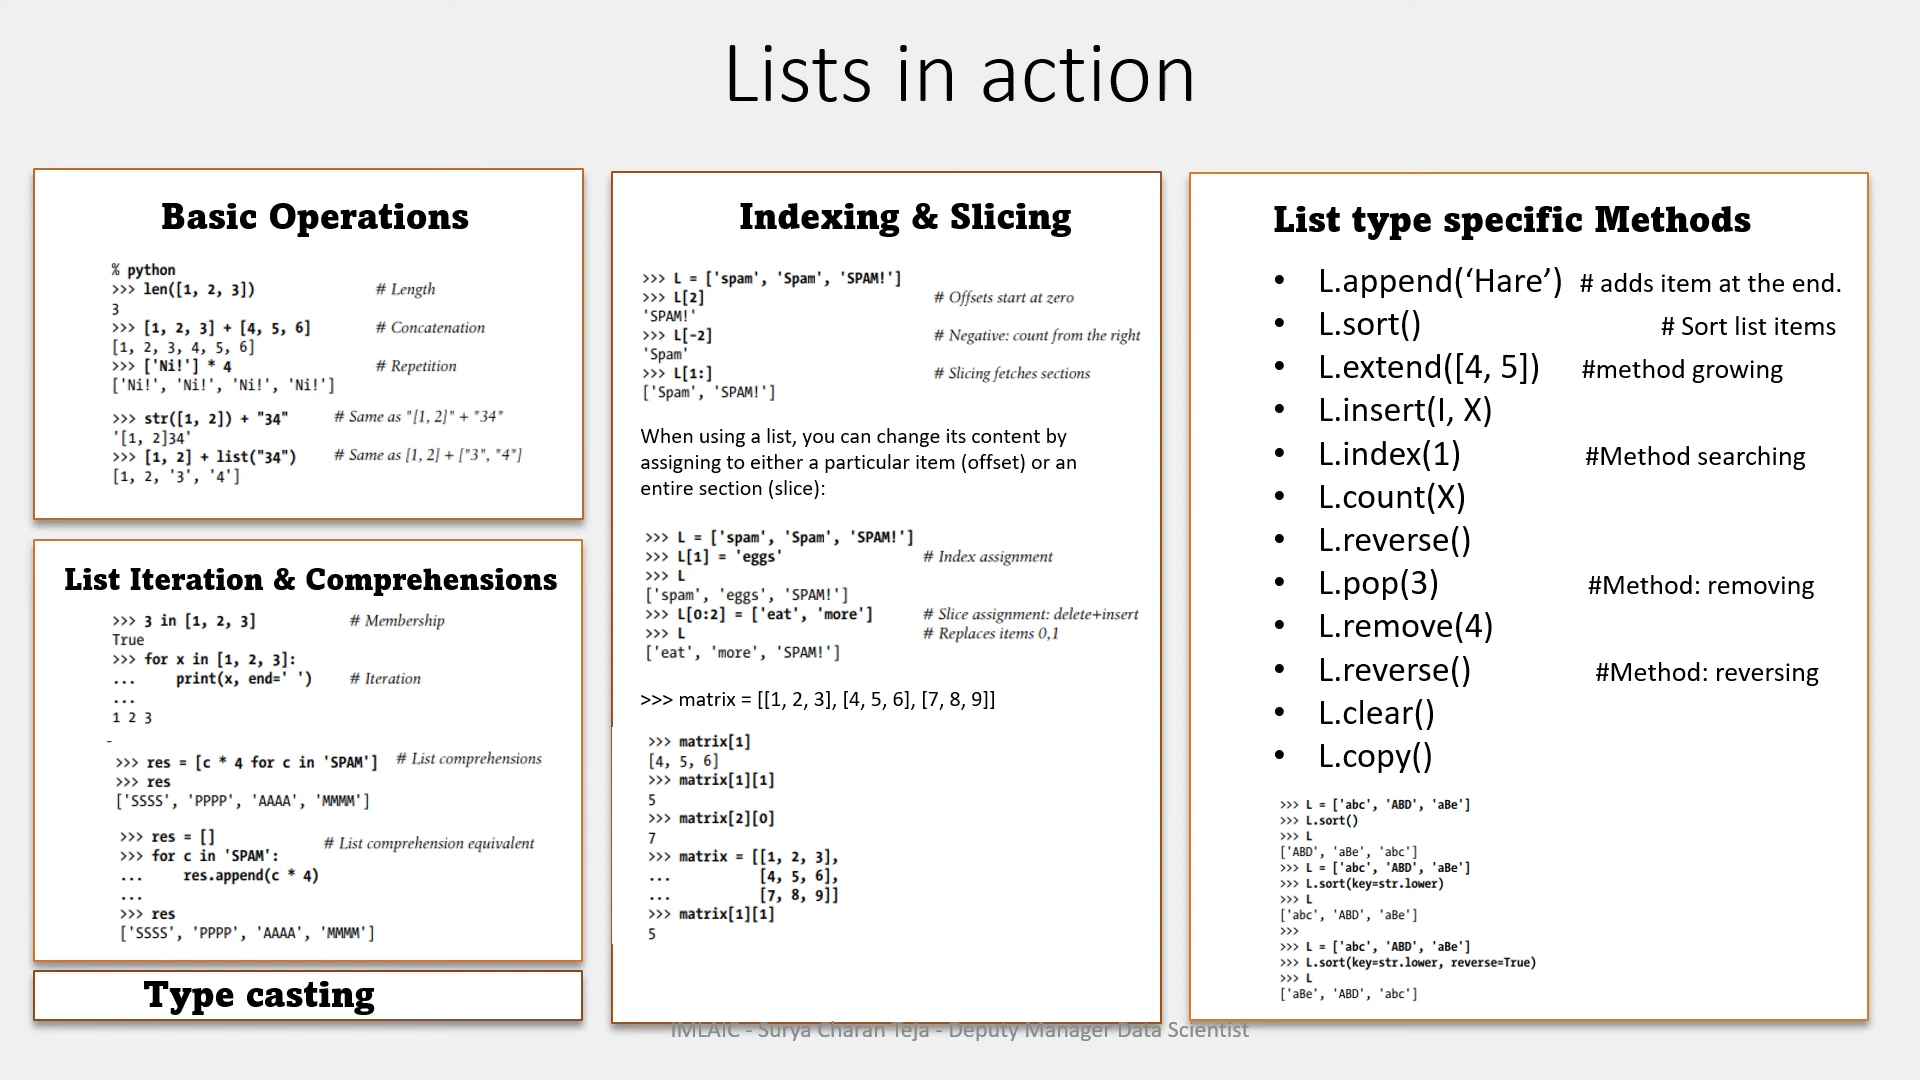 Lists in action
Basic Operations
% python
>>> len([1, 2, 3]) # Length
3
>>> [1, 2, 3] + [4, 5, 6] # Concatenation
[1, 2, 3, 4, 5, 6]
>>> ['Ni!'] * 4 # Repetition
['Ni!', 'Ni!', 'Ni!', 'Ni!']
>>> str([1, 2]) + "34" # Same as "[1, 2]" + "34"
'[1, 2]34'
>>> [1, 2] + list("34") # Same as [1, 2] + ["3", "4"]
[1, 2, '3', '4']
List Iteration & Comprehensions
>>> 3 in [1, 2, 3] # Membership
True
>>> for x in [1, 2, 3]:
... print(x, end=' ') # Iteration
...
1 2 3
>>> res = [c * 4 for c in 'SPAM'] # List comprehensions
>>> res
['SSSS', 'PPPP', 'AAAA', 'MMMM']
>>> res = []
>>> for c in 'SPAM': # List comprehension equivalent
... res.append(c * 4)
...
>>> res
['SSSS', 'PPPP', 'AAAA', 'MMMM']
Type casting
Indexing & Slicing
>>> L = ['spam', 'Spam', 'SPAM!']
>>> L[2] # Offsets start at zero
'SPAM!'
>>> L[-2] # Negative: count from the right
'Spam'
>>> L[1:] # Slicing fetches sections
['Spam', 'SPAM!']
When using a list, you can change its content by
assigning to either a particular item (offset) or an
entire section (slice):
>>> L = ['spam', 'Spam', 'SPAM!']
>>> L[1] = 'eggs' # Index assignment
>>> L
['spam', 'eggs', 'SPAM!']
>>> L[0:2] = ['eat', 'more'] # Slice assignment: delete+insert
>>> L # Replaces items 0,1
['eat', 'more', 'SPAM!']
>>> matrix = [[1, 2, 3], [4, 5, 6], [7, 8, 9]]
>>> matrix[1]
[4, 5, 6]
>>> matrix[1][1]
5
>>> matrix[2][0]
7
>>> matrix = [[1, 2, 3],
... [4, 5, 6],
... [7, 8, 9]]
>>> matrix[1][1]
5
List type specific Methods
• L.append(‘Hare’) # adds item at the end.
• L.sort() # Sort list items
• L.extend([4, 5]) #method growing
• L.insert(I, X)
• L.index(1) #Method searching
• L.count(X)
• L.reverse()
• L.pop(3) #Method: removing
• L.remove(4)
• L.reverse() #Method: reversing
• L.clear()
• L.copy()
>>> L = ['abc', 'ABD', 'aBe']
>>> L.sort()
>>> L
['ABD', 'aBe', 'abc']
>>> L = ['abc', 'ABD', 'aBe']
>>> L.sort(key=str.lower)
>>> L
['abc', 'ABD', 'aBe']
>>>
>>> L = ['abc', 'ABD', 'aBe']
>>> L.sort(key=str.lower, reverse=True)
>>> L
['aBe', 'ABD', 'abc']
IMLAIC - Surya Charan Teja - Deputy Manager Data Scientist